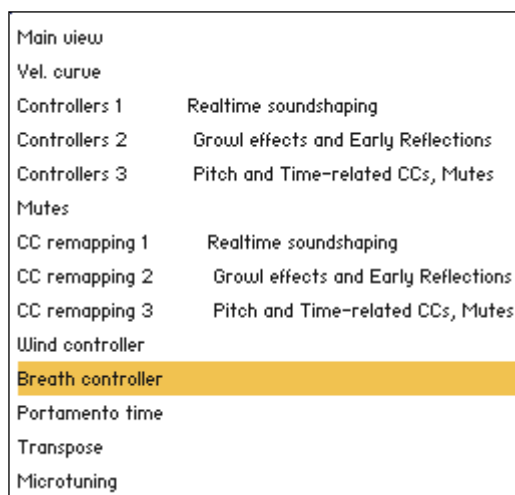 Main view
Vel. curve
Controllers 1 Realtime soundshaping
Controllers 2 Growl effects and Early Reflections
Controllers 3 Pitch and Time-related CCs, Mutes
Mutes
CC remapping 1 Realtime soundshaping
CC remapping 2 Growl effects and Early Reflections
CC remapping 3 Pitch and Time-related CCs, Mutes
Wind controller
Breath controller
Portamento time
Transpose
Microtuning